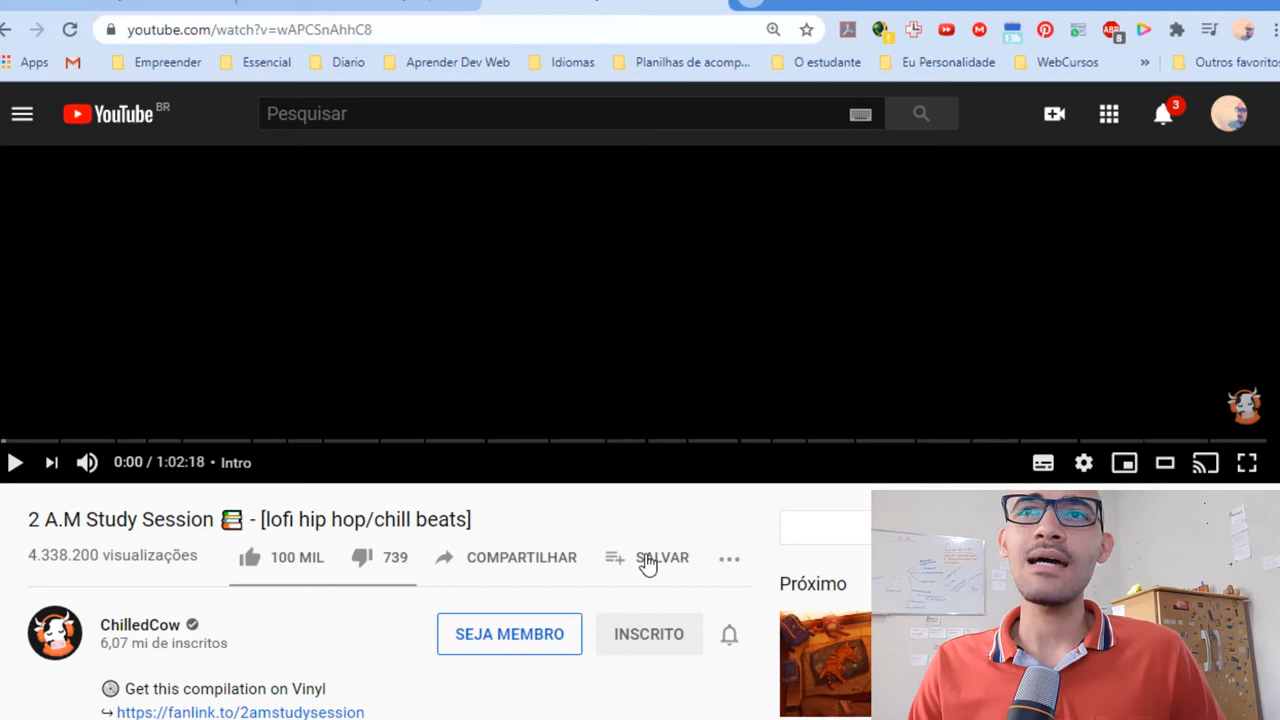 youtube.com/watch?v=wAPCSnAhhC8
13h
ABP
8
Apps
Empreender
Essencial
Diario
Aprender Dev Web
Idiomas
Planilhas de acomp...
O estudante
Eu Personalidade
WebCursos
»
Outros favoritos
YouTube BR
Pesquisar
3
0:00 / 1:02:18 • Intro
2 A.M Study Session 📚 - [lofi hip hop/chill beats]
4.338.200 visualizações
100 MIL
739
COMPARTILHAR
SALVAR
Próximo
ChilledCow
6,07 mi de inscritos
SEJA MEMBRO
INSCRITO
Get this compilation on Vinyl
↪ https://fanlink.to/2amstudysession